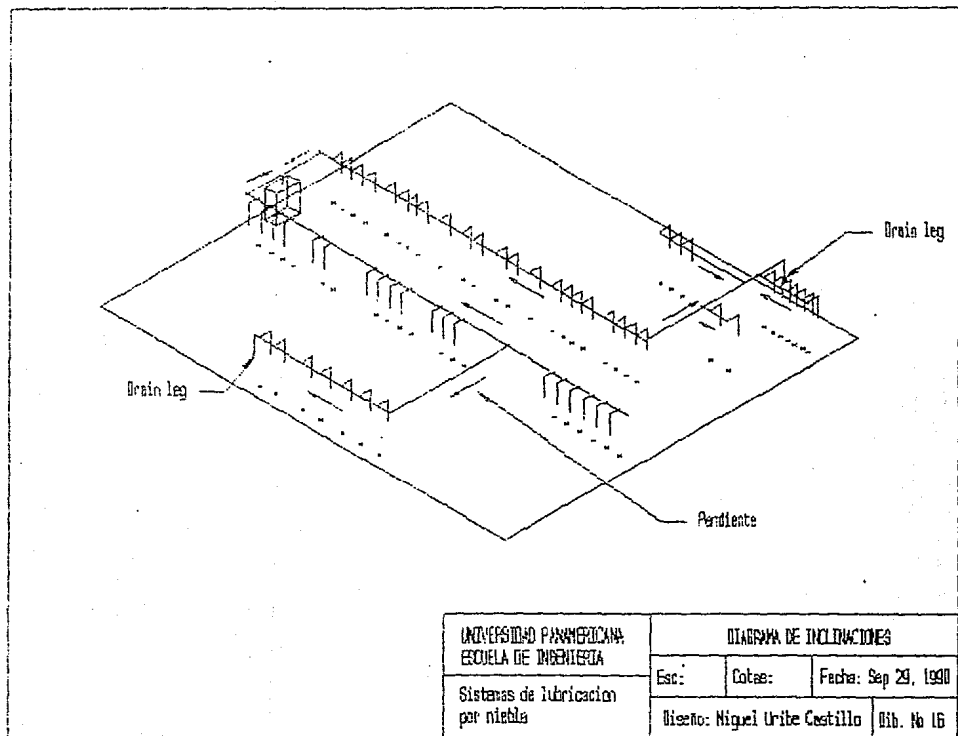 Drain leg
Drain leg
Pendiente
UNIVERSIDAD PANAMERICANA
ESCUELA DE INGENIERIA
Sistemas de lubricacion
por niebla
DIAGRAMA DE INCLINACIONES
Esc:
Cotas:
Fecha: Sep 29, 1990
Diseño: Miguel Uribe Castillo
Dib. No 16